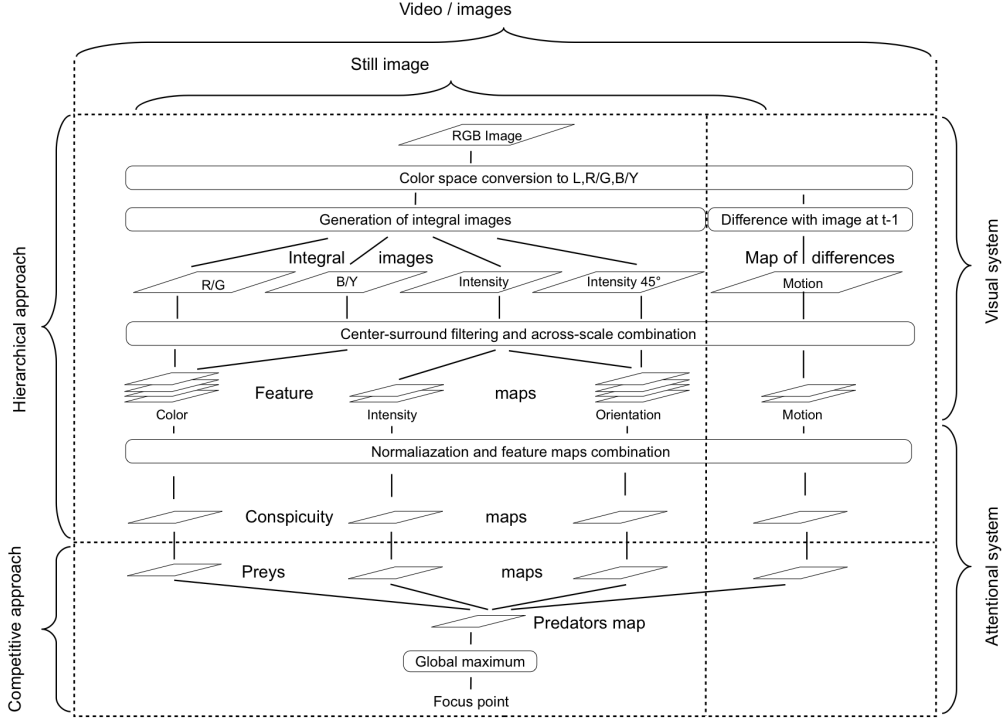 Video / images
Still image
RGB Image
Color space conversion to L,R/G,B/Y
Generation of integral images
Difference with image at t-1
Integral images
Map of differences
R/G
B/Y
Intensity
Intensity 45°
Motion
Center-surround filtering and across-scale combination
Feature maps
Color
Intensity
Orientation
Motion
Normaliazation and feature maps combination
Conspicuity maps
Preys maps
Predators map
Global maximum
Focus point
Hierarchical approach
Competitive approach
Visual system
Attentional system